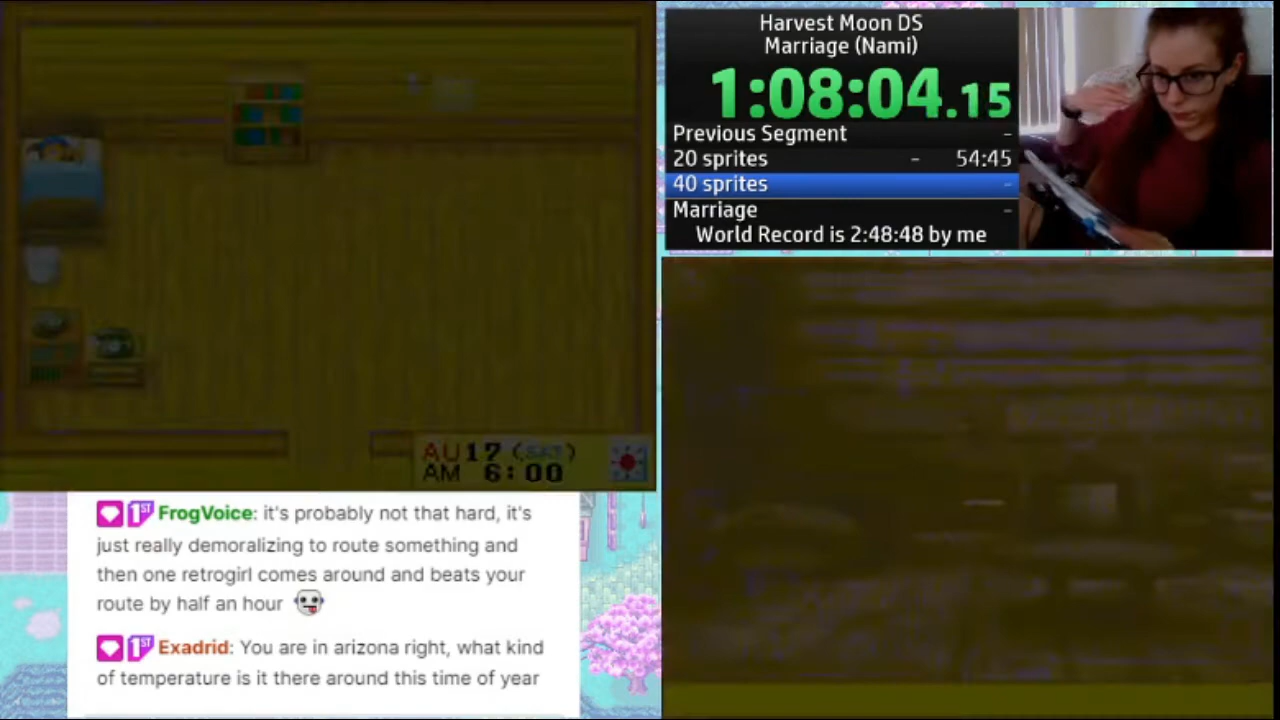 Harvest Moon DS
Marriage (Nami)
1:08:04.15
Previous Segment -
20 sprites - 54:45
40 sprites -
Marriage -
World Record is 2:48:48 by me
AU 17 (SAT)
AM 6:00
1ST FrogVoice: it's probably not that hard, it's
just really demoralizing to route something and
then one retrogirl comes around and beats your
route by half an hour
1ST Exadrid: You are in arizona right, what kind
of temperature is it there around this time of year